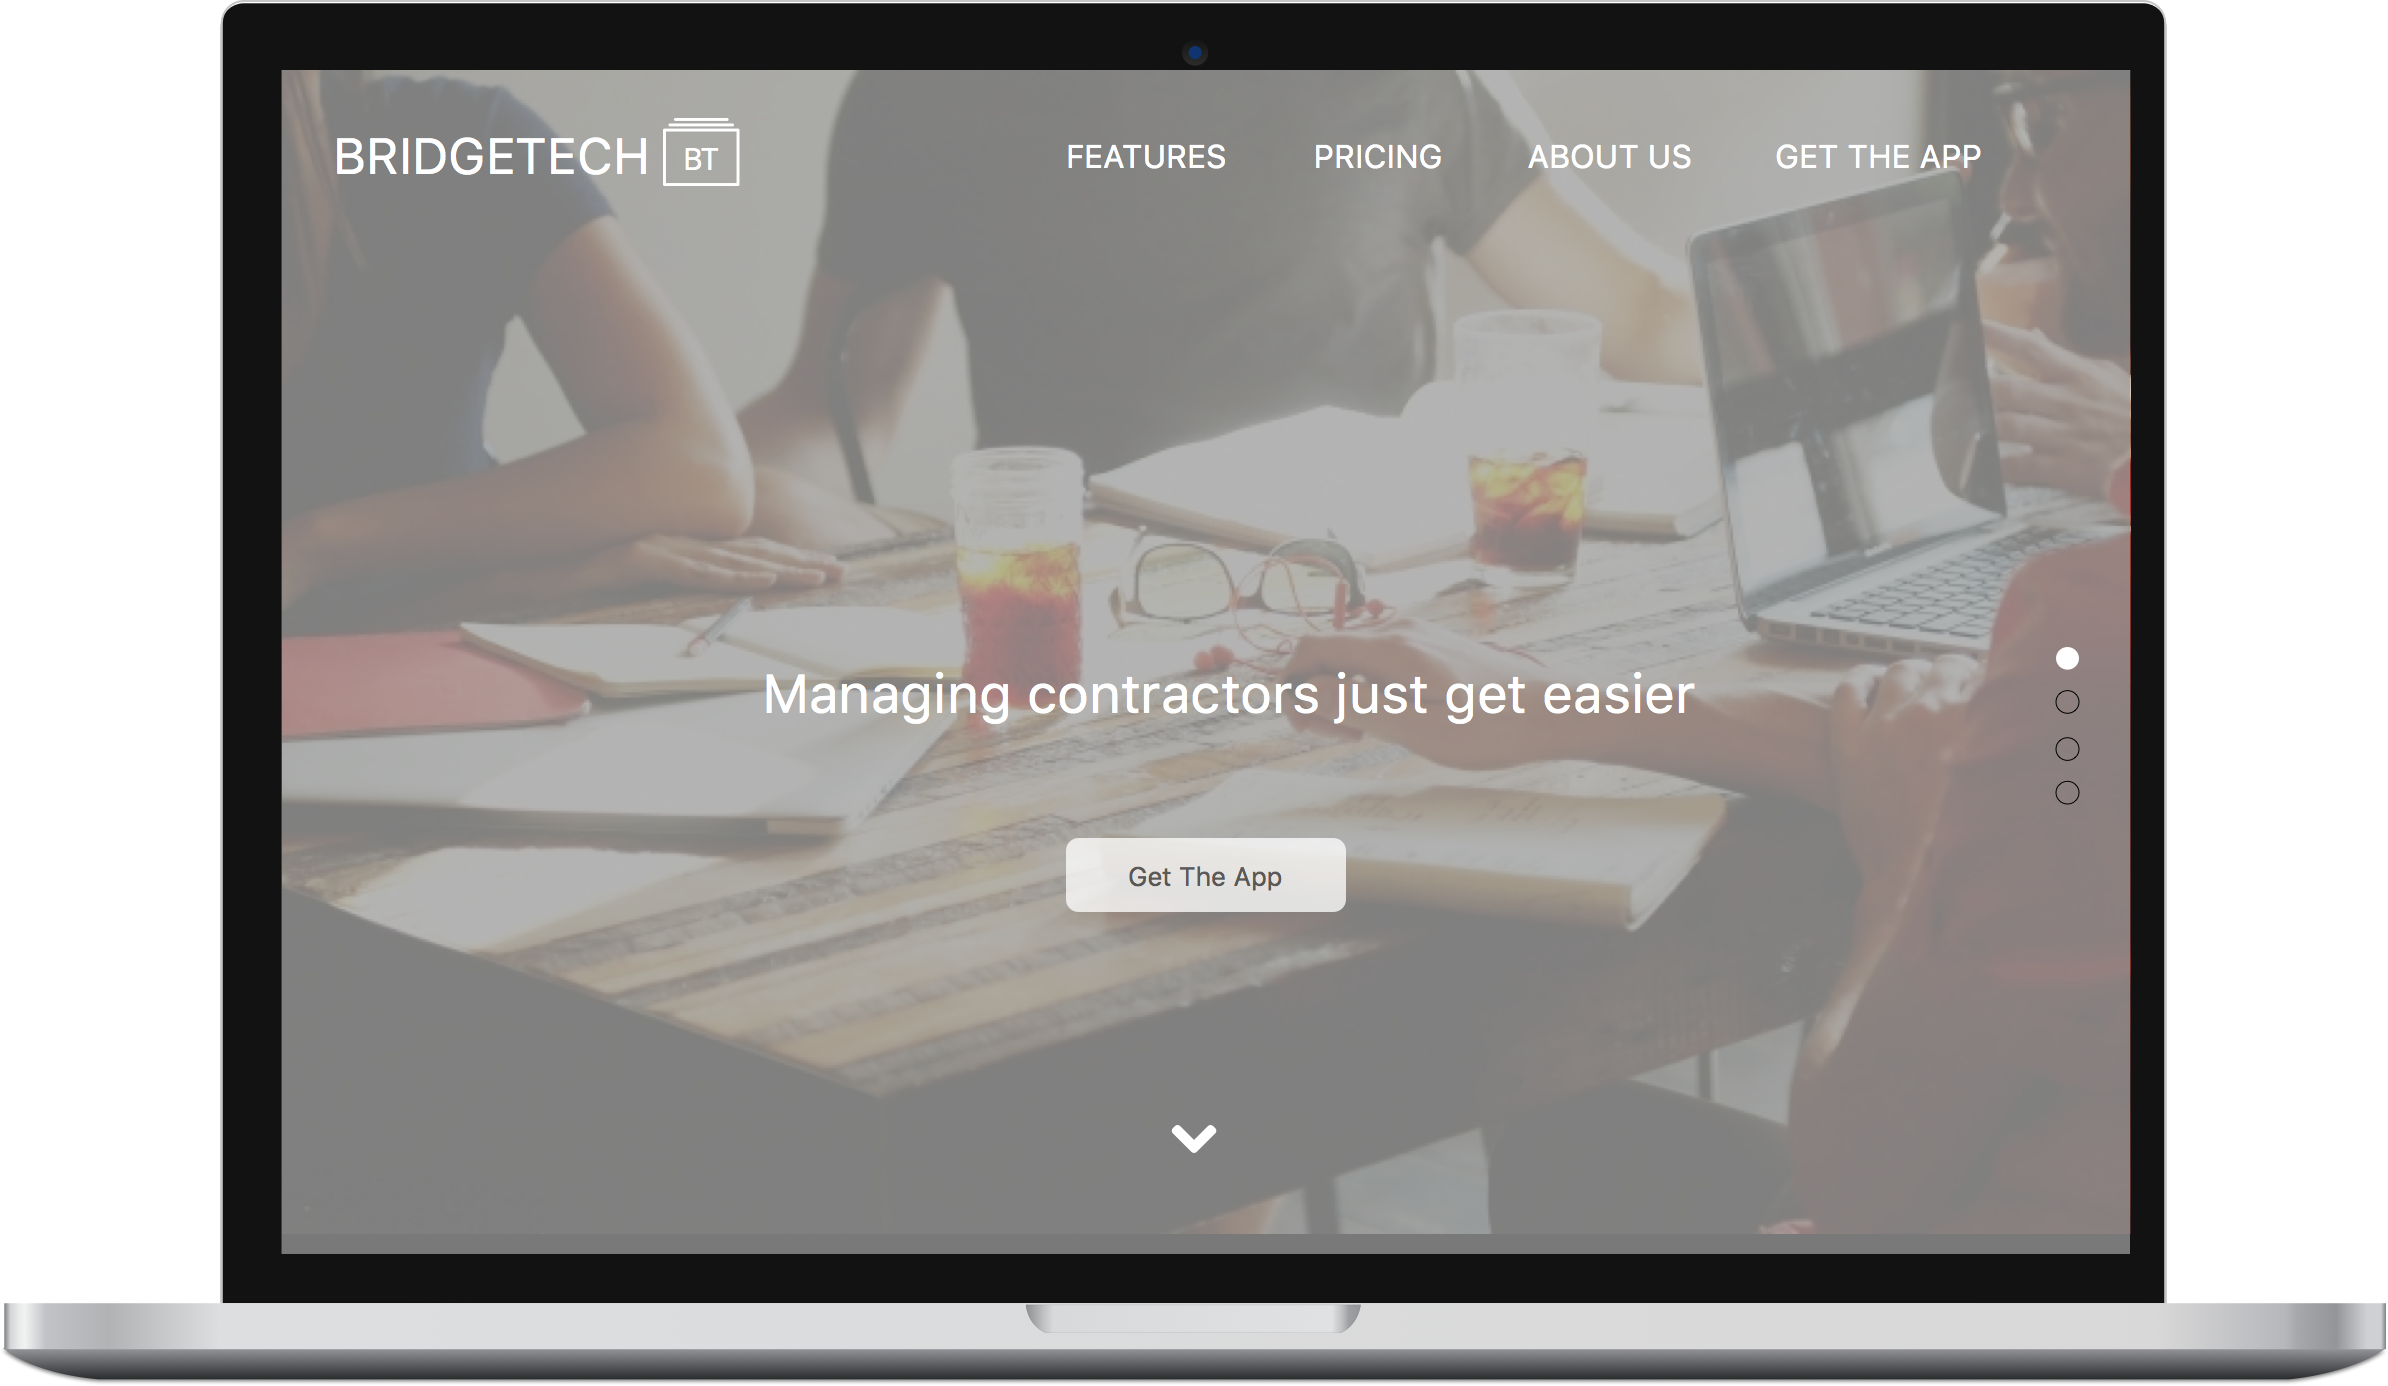 BRIDGETECH BT FEATURES PRICING ABOUT US GET THE APP
Managing contractors just get easier
Get The App